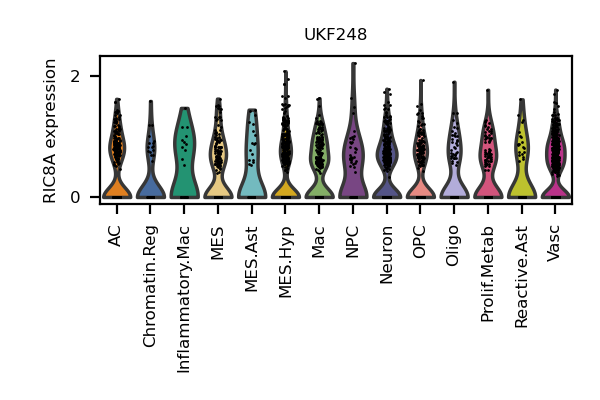 UKF248
RIC8A expression
2
0
AC
Chromatin.Reg
Inflammatory.Mac
MES
MES.Ast
MES.Hyp
Mac
NPC
Neuron
OPC
Oligo
Prolif.Metab
Reactive.Ast
Vasc